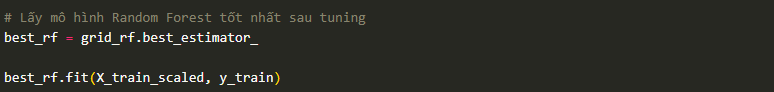 # Lấy mô hình Random Forest tốt nhất sau tuning
best_rf = grid_rf.best_estimator_
best_rf.fit(X_train_scaled, y_train)